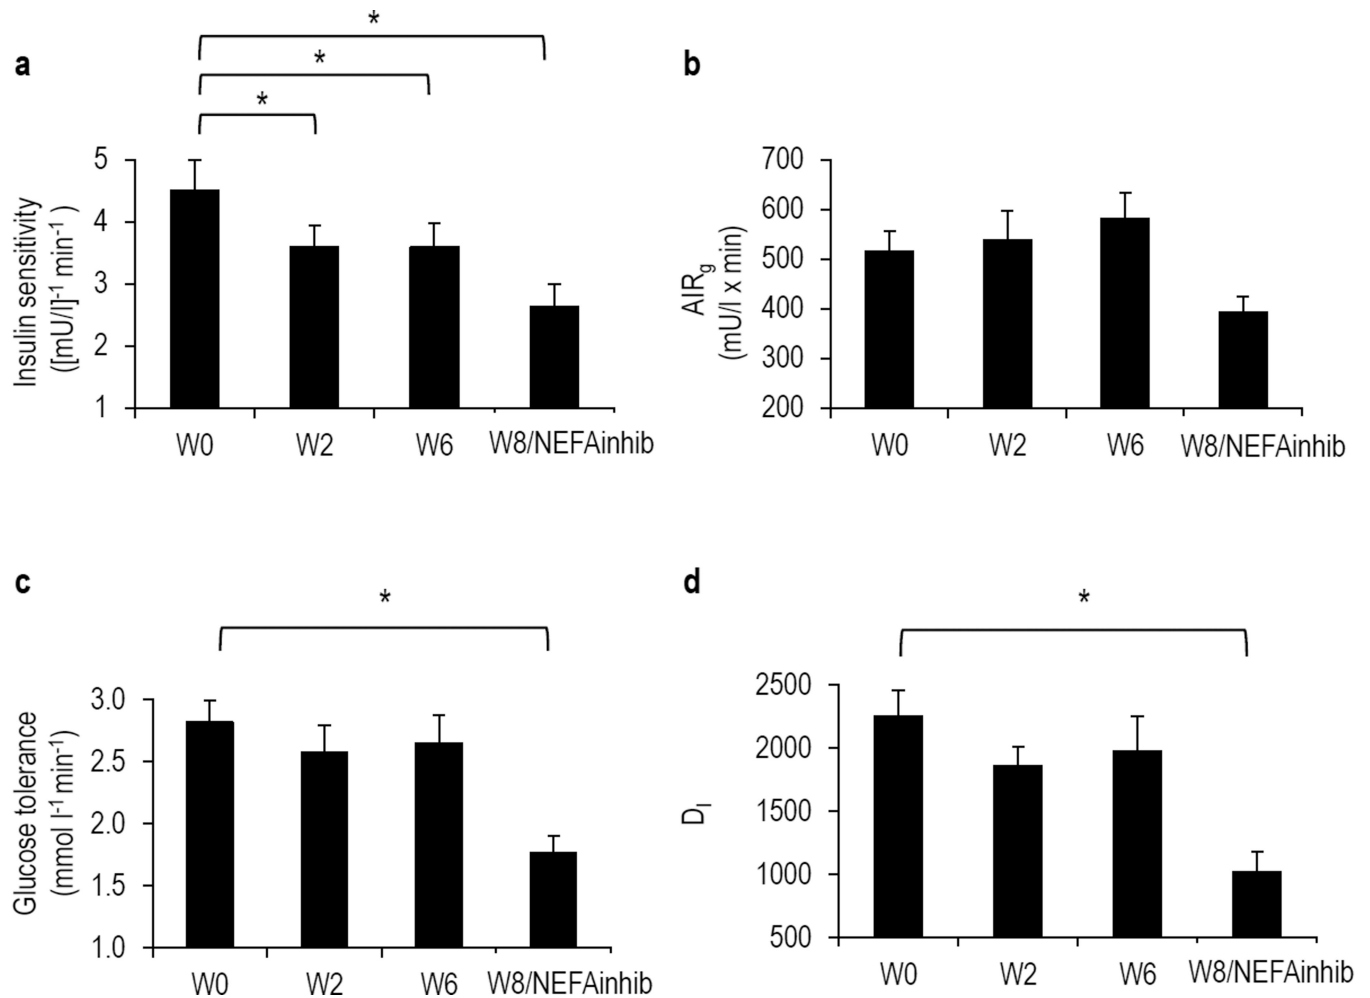 a
*
*
*
5
4
3
2
1
Insulin sensitivity
([mU/l]-1 min-1 )
W0
W2
W6
W8/NEFAinhib
b
700
600
500
400
300
200
AIRg
(mU/l x min)
W0
W2
W6
W8/NEFAinhib
c
*
3.0
2.5
2.0
1.5
1.0
Glucose tolerance
(mmol l-1 min-1)
W0
W2
W6
W8/NEFAinhib
d
*
2500
2000
1500
1000
500
DI
W0
W2
W6
W8/NEFAinhib